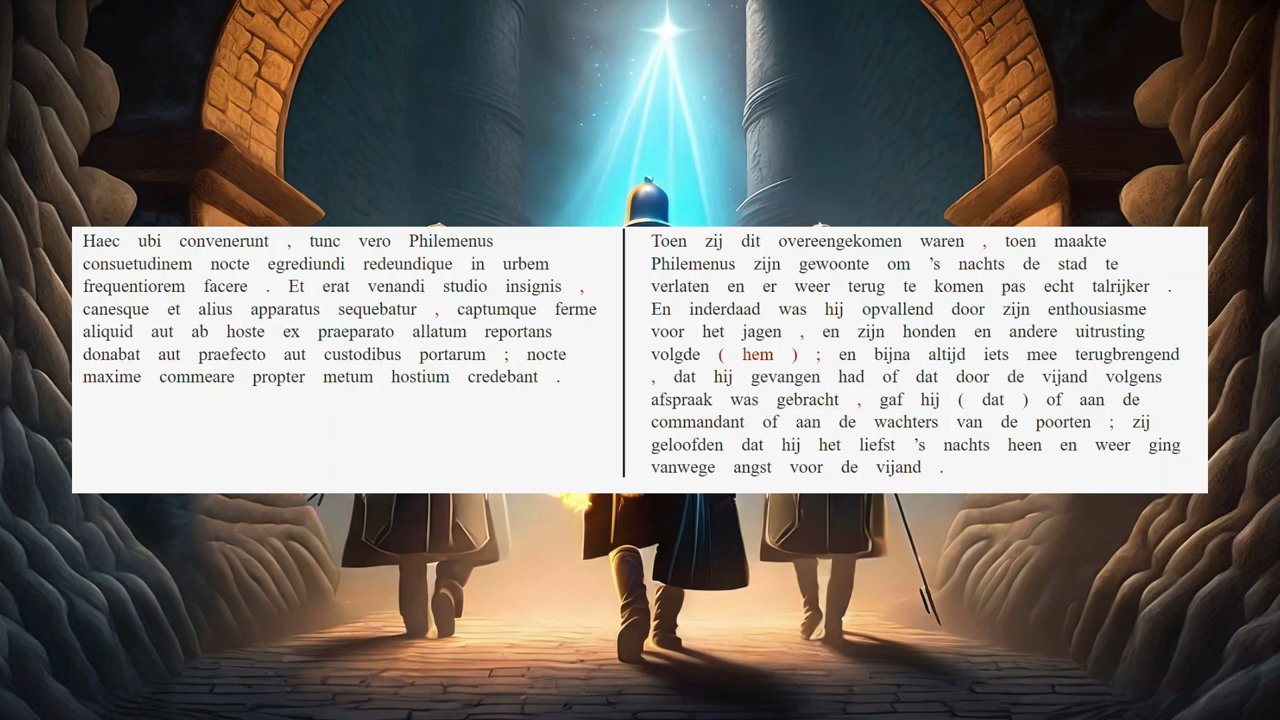 Haec ubi convenerunt , tunc vero Philemenus
consuetudinem nocte egrediundi redeundique in urbem
frequentiorem facere . Et erat venandi studio insignis ,
canesque et alius apparatus sequebatur , captumque ferme
aliquid aut ab hoste ex praeparato allatum reportans
donabat aut praefecto aut custodibus portarum ; nocte
maxime commeare propter metum hostium credebant .
Toen zij dit overeengekomen waren , toen maakte
Philemenus zijn gewoonte om ’s nachts de stad te
verlaten en er weer terug te komen pas echt talrijker .
En inderdaad was hij opvallend door zijn enthousiasme
voor het jagen , en zijn honden en andere uitrusting
volgde ( hem ) ; en bijna altijd iets mee terugbrengend
, dat hij gevangen had of dat door de vijand volgens
afspraak was gebracht , gaf hij ( dat ) of aan de
commandant of aan de wachters van de poorten ; zij
geloofden dat hij het liefst ’s nachts heen en weer ging
vanwege angst voor de vijand .